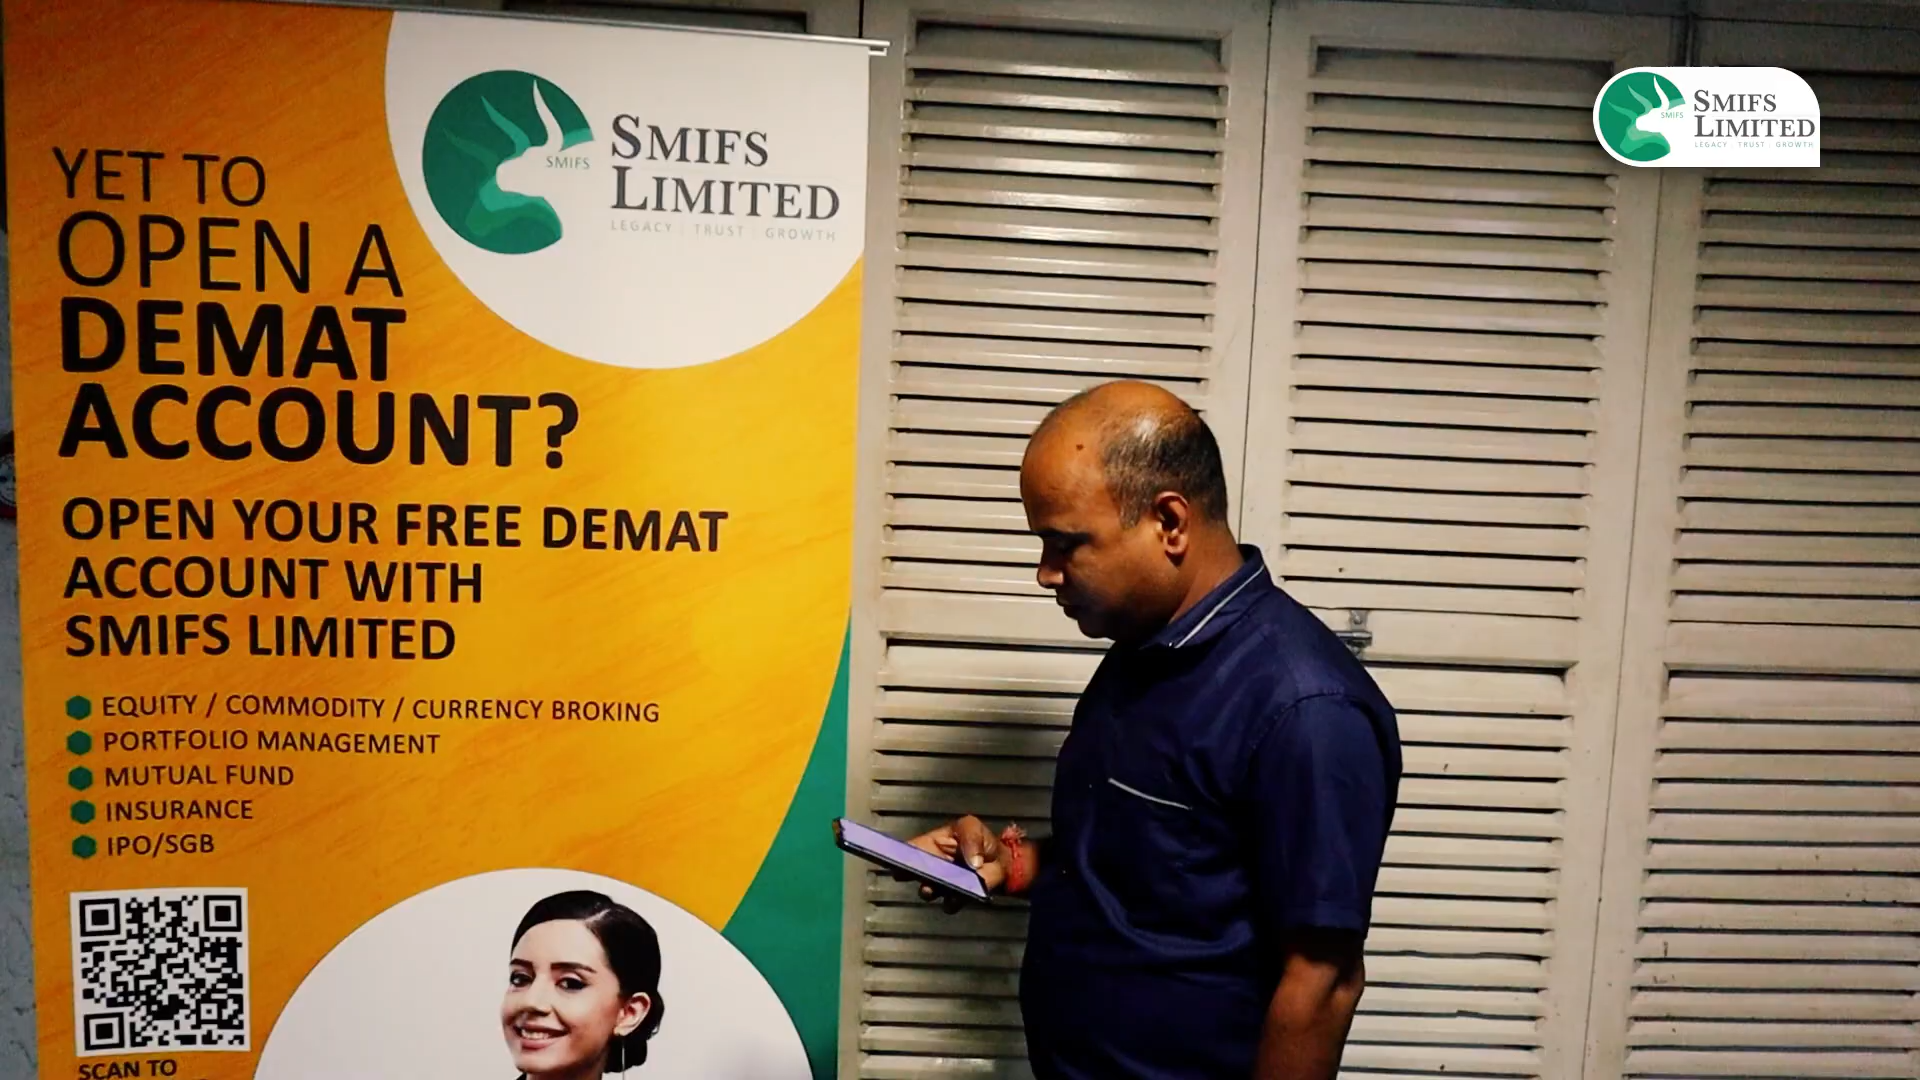 SMIFS
SMIFS
LIMITED
LEGACY | TRUST | GROWTH
YET TO
OPEN A
DEMAT
ACCOUNT?
OPEN YOUR FREE DEMAT
ACCOUNT WITH
SMIFS LIMITED
EQUITY / COMMODITY / CURRENCY BROKING
PORTFOLIO MANAGEMENT
MUTUAL FUND
INSURANCE
IPO/SGB
SCAN TO
SMIFS
SMIFS
LIMITED
LEGACY | TRUST | GROWTH